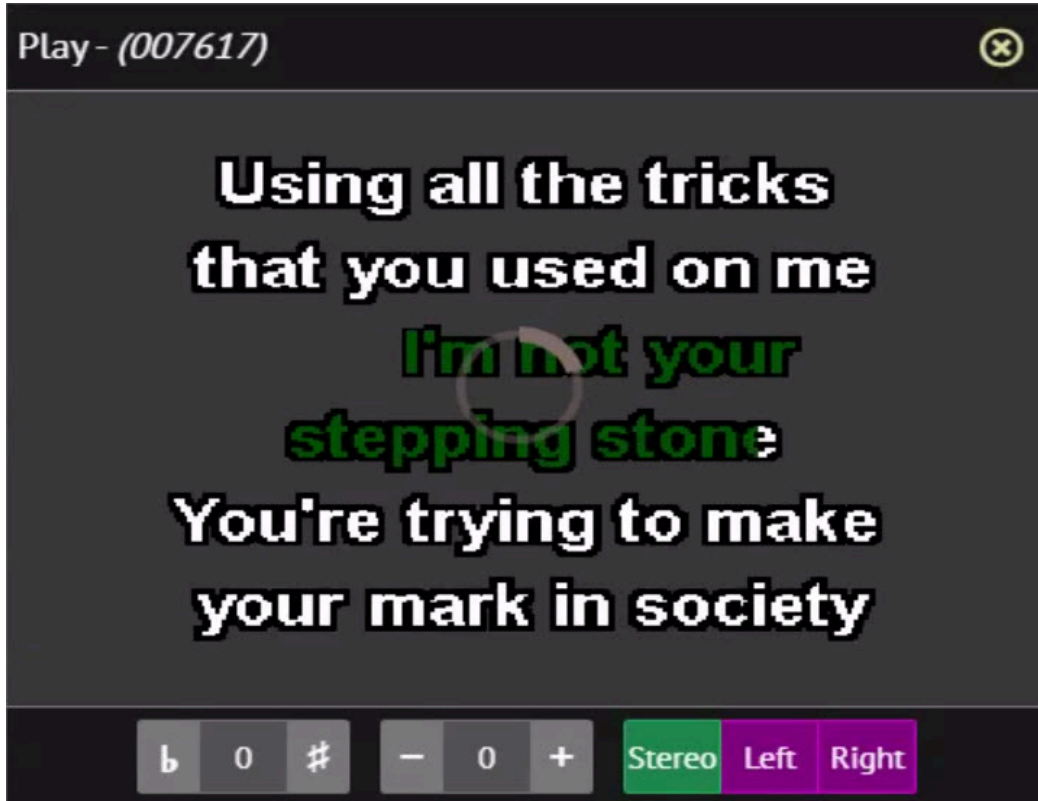 Play - (007617)
Using all the tricks
that you used on me
I'm not your
stepping stone
You're trying to make
your mark in society
♭ 0 ♯ − 0 + Stereo Left Right